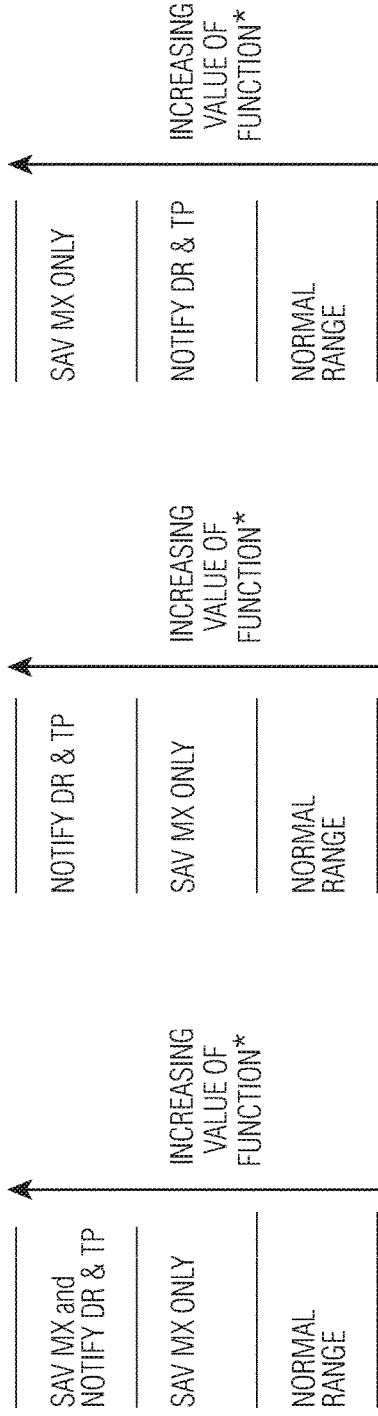 SAV MX and
NOTIFY DR & TP
SAV MX ONLY
NORMAL
RANGE
INCREASING
VALUE OF
FUNCTION*
NOTIFY DR & TP
SAV MX ONLY
NORMAL
RANGE
INCREASING
VALUE OF
FUNCTION*
SAV MX ONLY
NOTIFY DR & TP
NORMAL
RANGE
INCREASING
VALUE OF
FUNCTION*